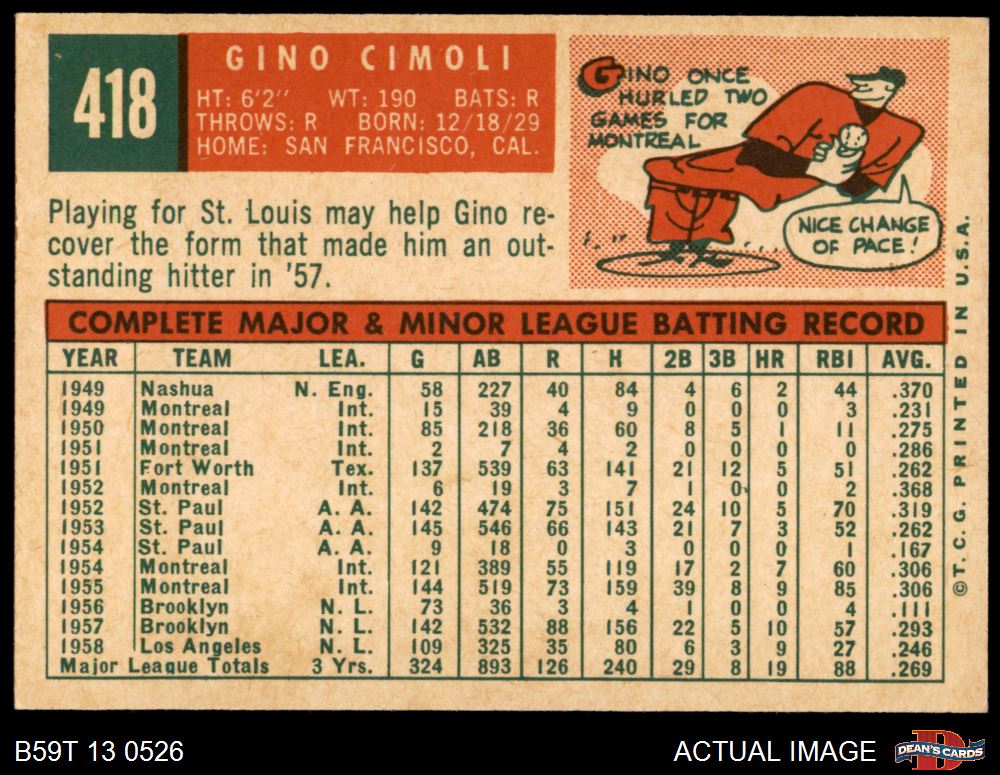 418
GINO CIMOLI
HT: 6'2" WT: 190 BATS: R
THROWS: R BORN: 12/18/29
HOME: SAN FRANCISCO, CAL.
GINO ONCE
HURLED TWO
GAMES FOR
MONTREAL
NICE CHANGE
OF PACE!
Playing for St. Louis may help Gino re-
cover the form that made him an out-
standing hitter in '57.
COMPLETE MAJOR & MINOR LEAGUE BATTING RECORD
YEAR TEAM LEA. G AB R H 2B 3B HR RBI AVG.
1949 Nashua N. Eng. 58 227 40 84 4 6 2 44 .370
1949 Montreal Int. 15 39 4 9 0 0 0 3 .231
1950 Montreal Int. 85 218 36 60 8 5 1 11 .275
1951 Montreal Int. 2 7 4 2 0 0 0 0 .286
1951 Fort Worth Tex. 137 539 63 141 21 12 5 51 .262
1952 Montreal Int. 6 19 3 7 1 0 0 2 .368
1952 St. Paul A. A. 142 474 75 151 24 10 5 70 .319
1953 St. Paul A. A. 145 546 66 143 21 7 3 52 .262
1954 St. Paul A. A. 9 18 0 3 0 0 0 1 .167
1954 Montreal Int. 121 389 55 119 17 2 7 60 .306
1955 Montreal Int. 144 519 73 159 39 8 9 85 .306
1956 Brooklyn N. L. 73 36 3 4 1 0 0 4 .111
1957 Brooklyn N. L. 142 532 88 156 22 5 10 57 .293
1958 Los Angeles N. L. 109 325 35 80 6 3 9 27 .246
Major League Totals 3 Yrs. 324 893 126 240 29 8 19 88 .269
©T. C. G. PRINTED IN U.S.A.
B59T 13 0526
ACTUAL IMAGE
DEAN'S CARDS